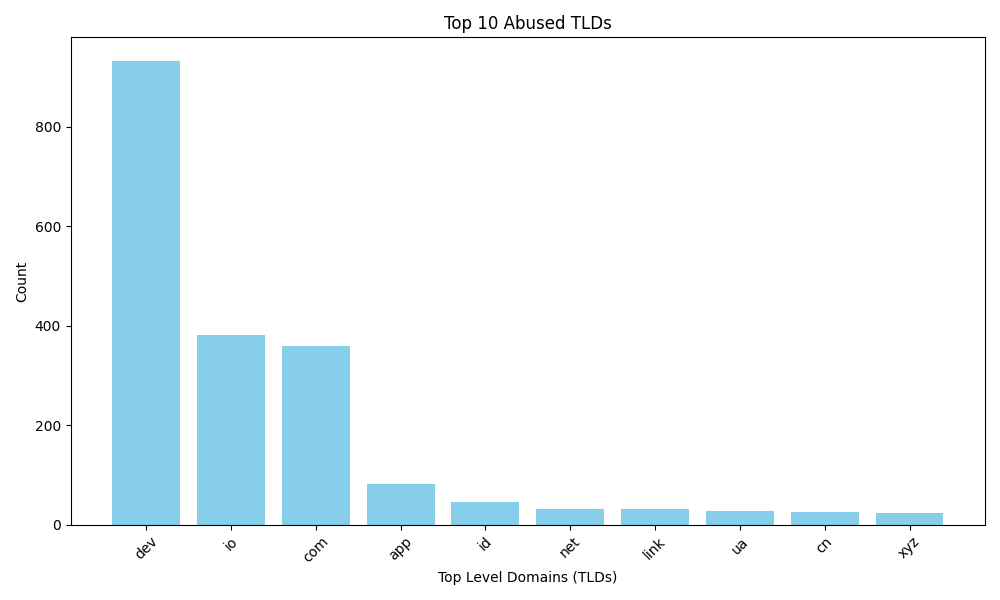 Top 10 Abused TLDs
Count
800
600
400
200
0
dev
io
com
app
id
net
link
ua
cn
xyz
Top Level Domains (TLDs)